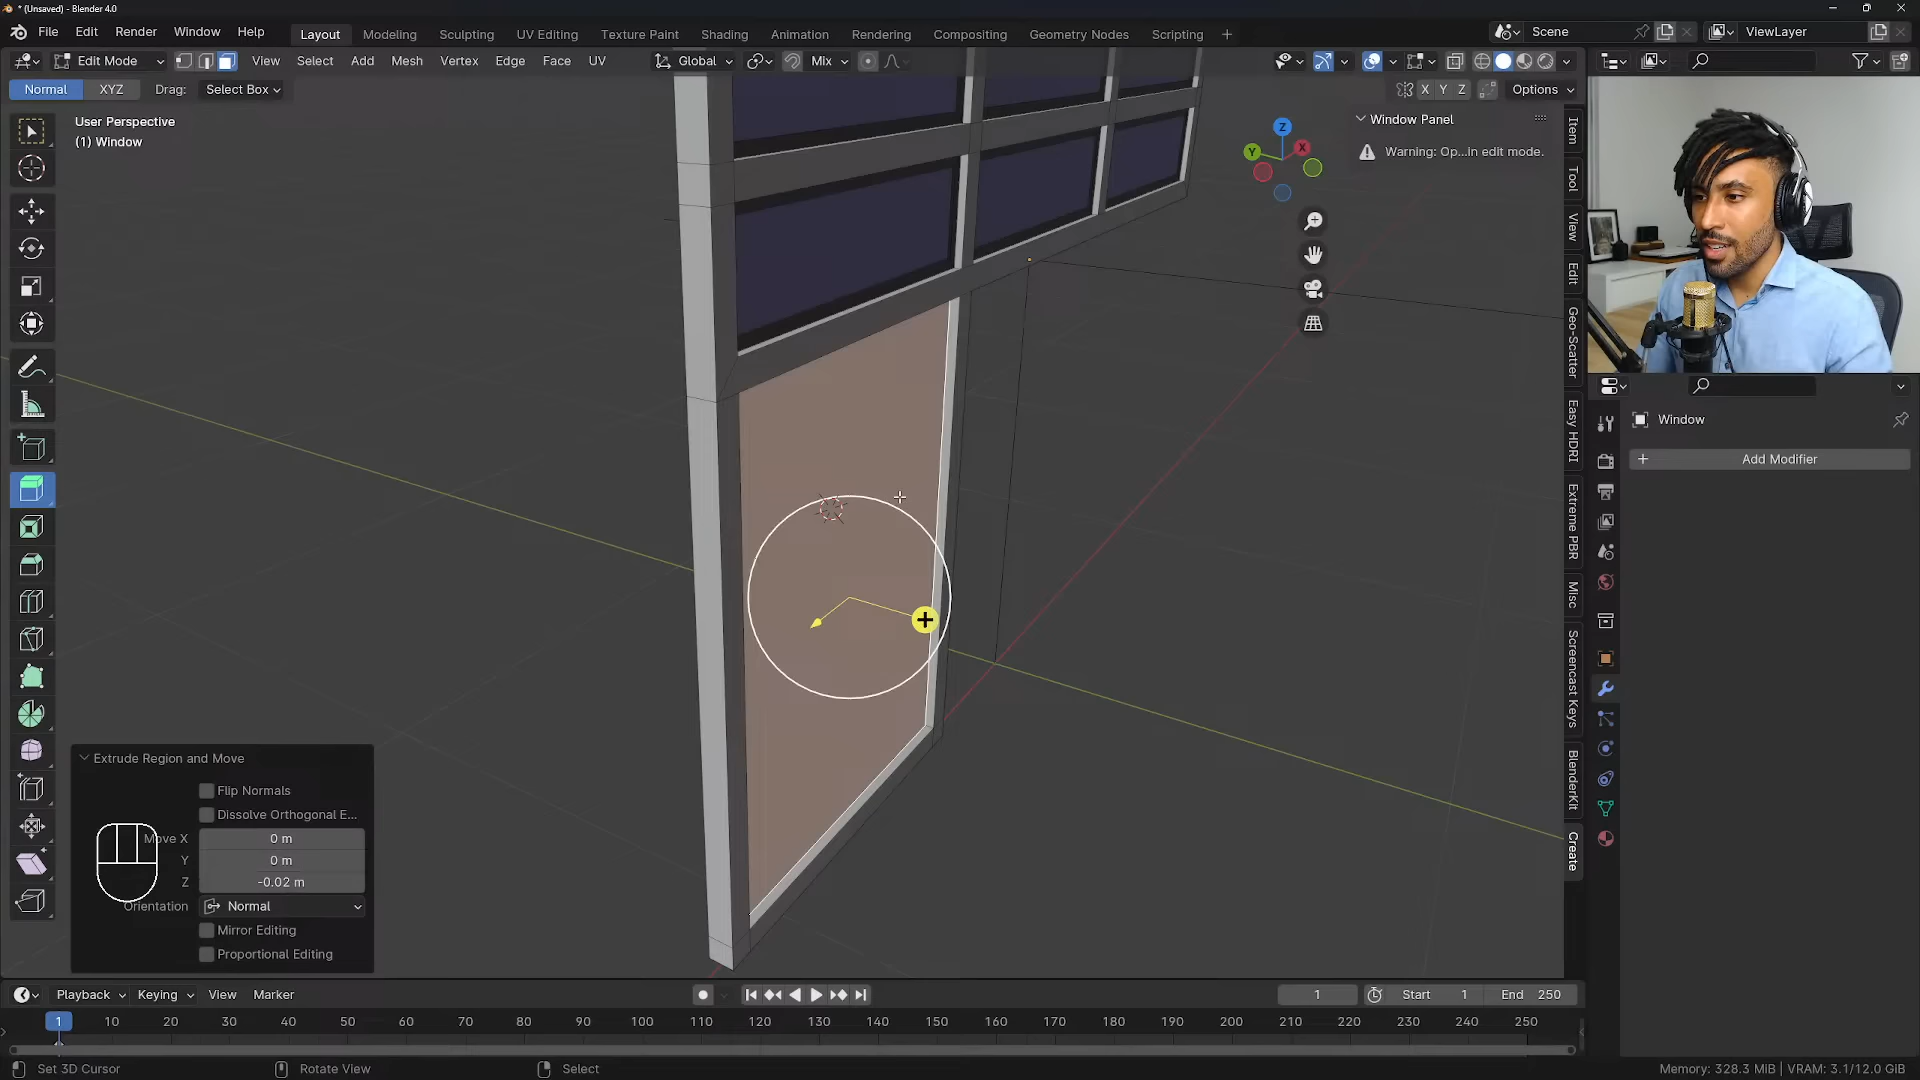 * (Unsaved) - Blender 4.0
File Edit Render Window Help
Layout Modeling Sculpting UV Editing Texture Paint Shading Animation Rendering Compositing Geometry Nodes Scripting +
Scene
ViewLayer
Edit Mode
View Select Add Mesh Vertex Edge Face UV
Global
Mix
Normal XYZ Drag: Select Box
X Y Z
Options
User Perspective
(1) Window
Z
Y
X
Window Panel
Warning: Op...in edit mode.
Item
Tool
View
Edit
Geo-Scatter
Easy HDRI
Extreme PBR
Misc
Screencast Keys
BlenderKit
Create
Window
Add Modifier
Extrude Region and Move
Flip Normals
Dissolve Orthogonal E...
Move X 0 m
Y 0 m
Z -0.02 m
Orientation Normal
Mirror Editing
Proportional Editing
Playback Keying View Marker
1 Start 1 End 250
1 10 20 30 40 50 60 70 80 90 100 110 120 130 140 150 160 170 180 190 200 210 220 230 240 250
Set 3D Cursor Rotate View Select
Memory: 328.3 MiB | VRAM: 3.1/12.0 GiB